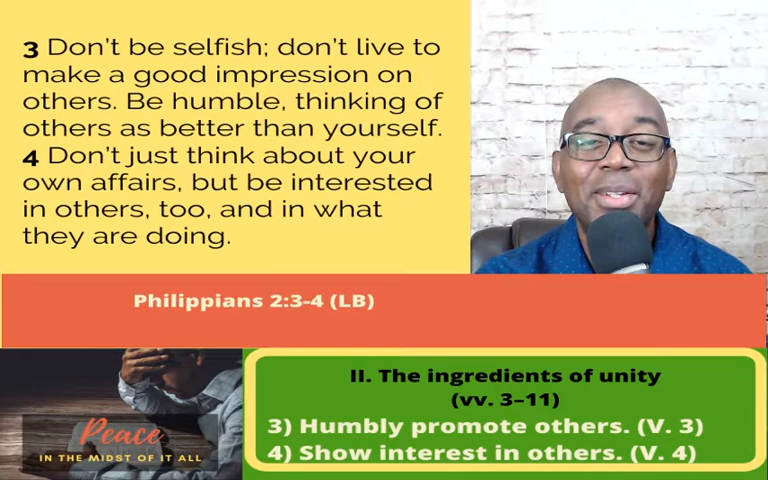 3 Don't be selfish; don't live to
make a good impression on
others. Be humble, thinking of
others as better than yourself.
4 Don't just think about your
own affairs, but be interested
in others, too, and in what
they are doing.
Philippians 2:3-4 (LB)
Peace
IN THE MIDST OF IT ALL
II. The ingredients of unity
(vv. 3–11)
3) Humbly promote others. (V. 3)
4) Show interest in others. (V. 4)